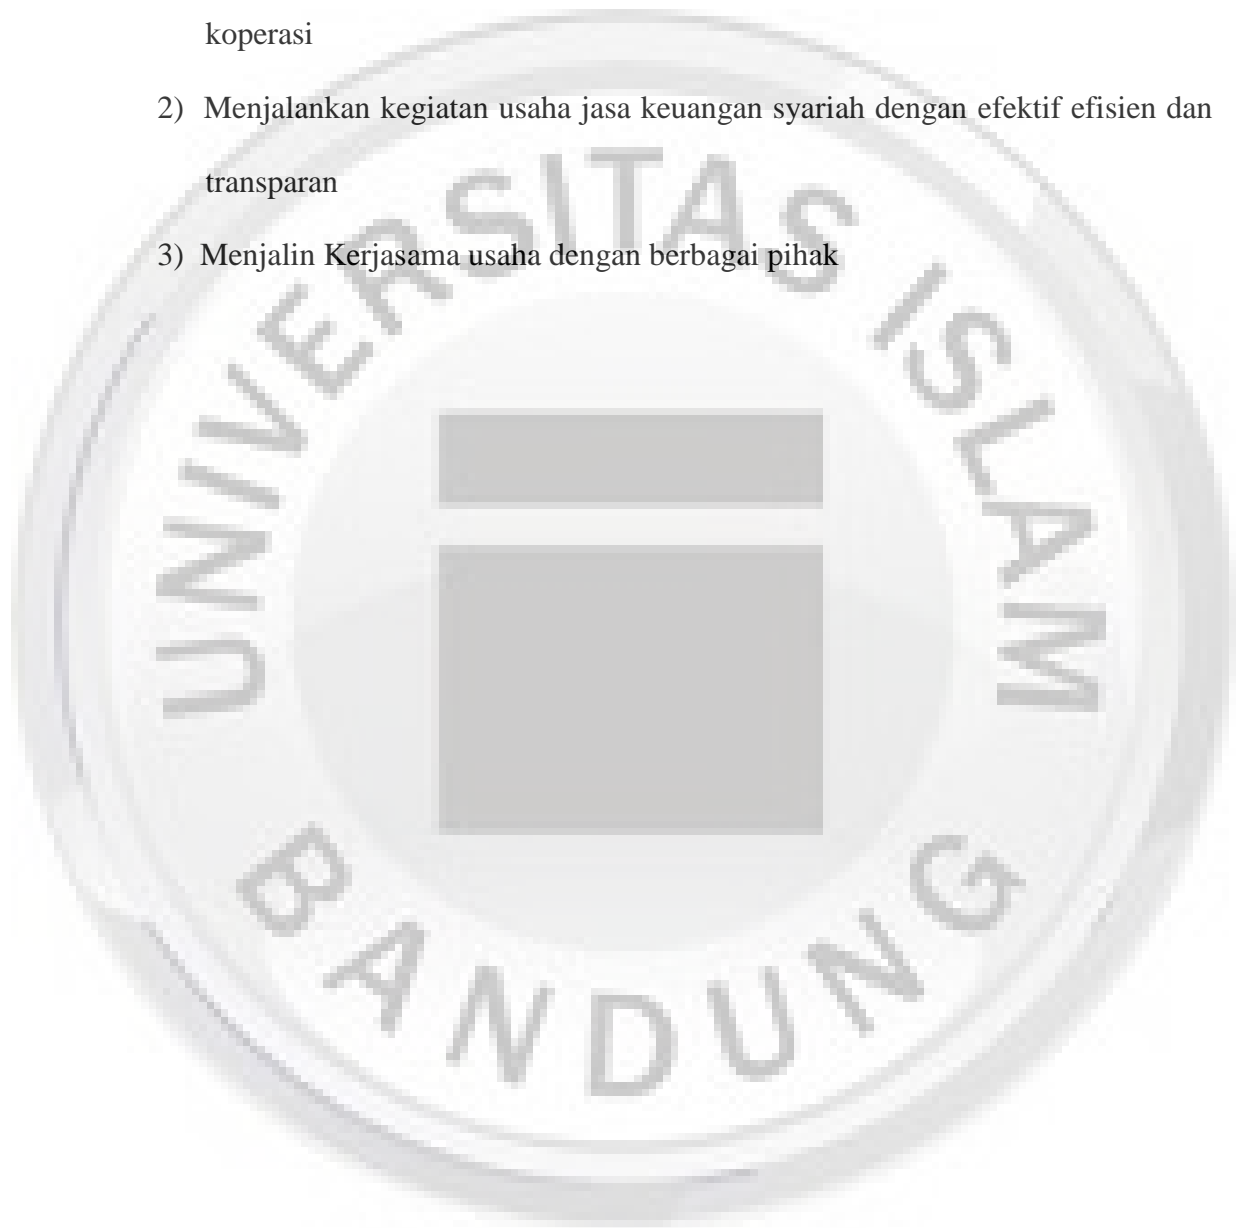 koperasi
2) Menjalankan kegiatan usaha jasa keuangan syariah dengan efektif efisien dan
transparan
3) Menjalin Kerjasama usaha dengan berbagai pihak
UNIVERSITAS ISLAM
BANDUNG